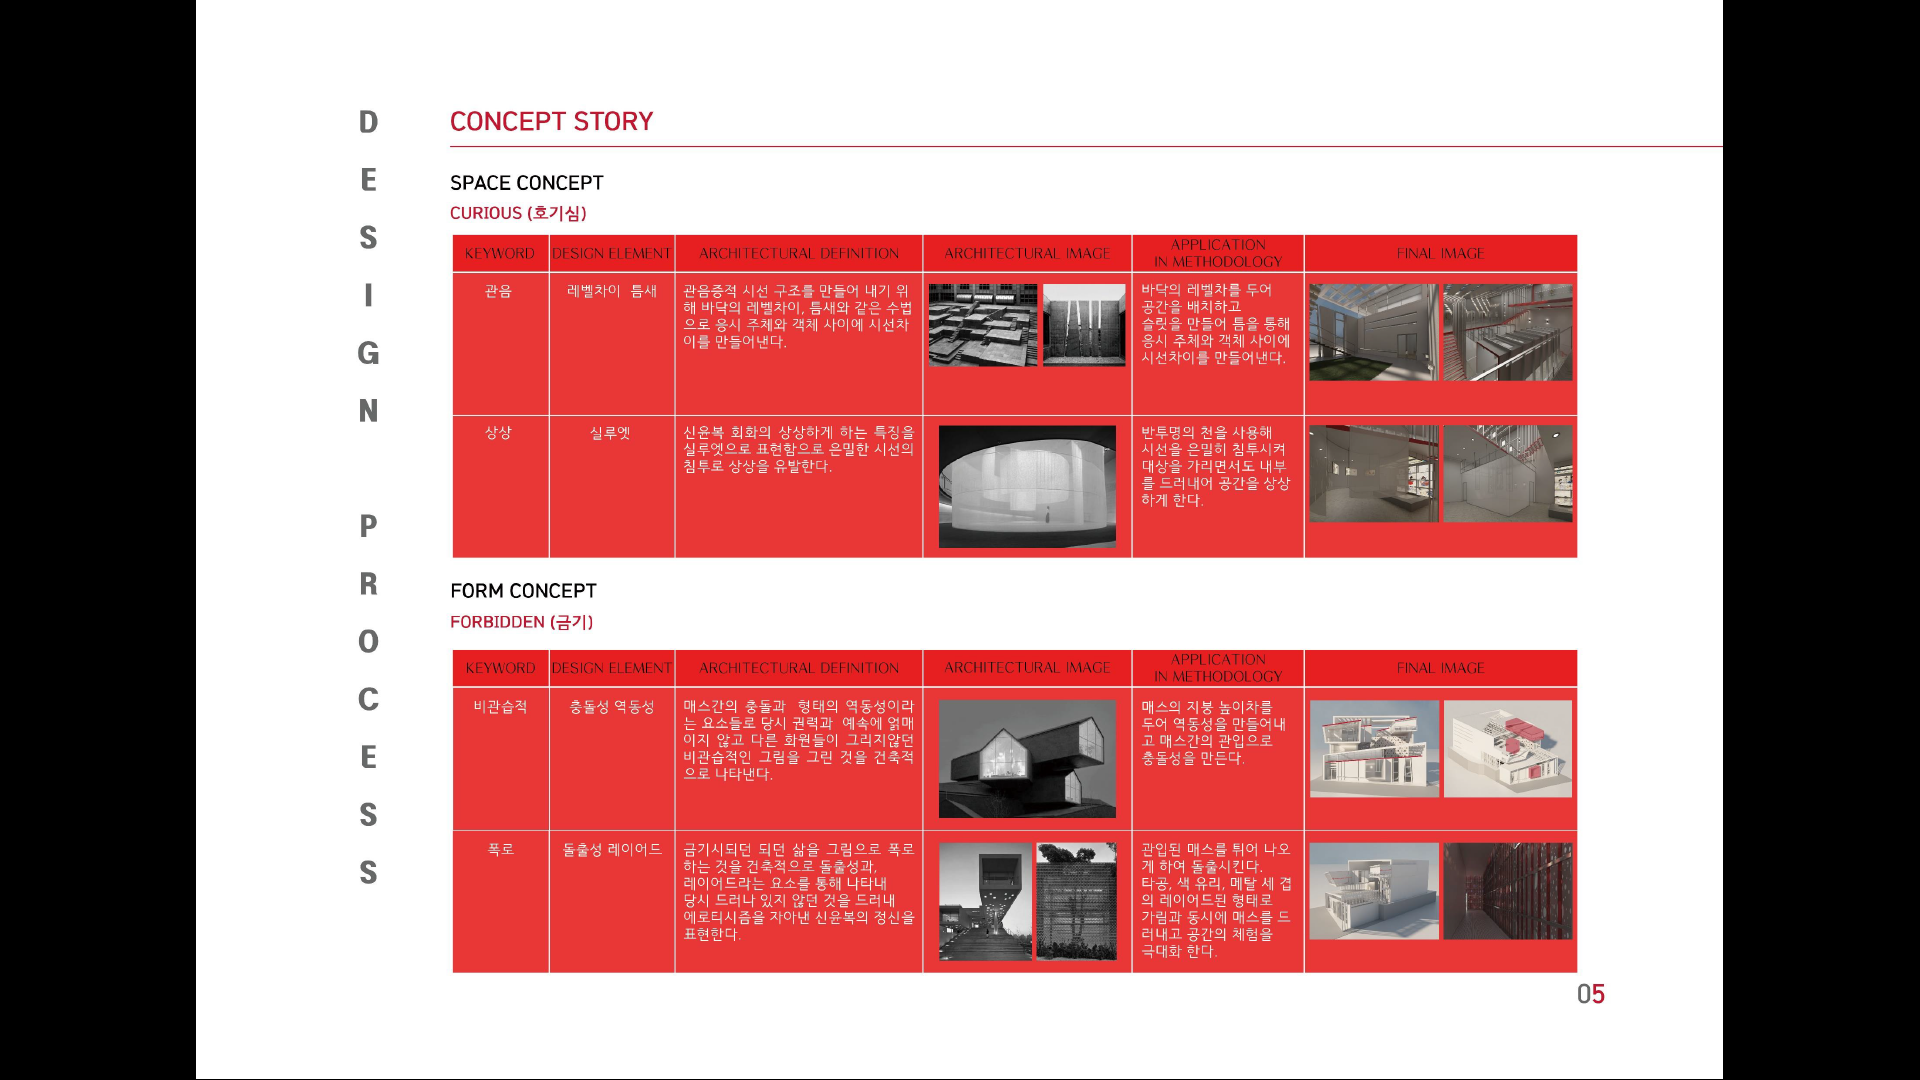 DESIGN PROCESS
CONCEPT STORY
SPACE CONCEPT
CURIOUS (호기심)
KEYWORD
DESIGN ELEMENT
ARCHITECTURAL DEFINITION
ARCHITECTURAL IMAGE
APPLICATION
IN METHODOLOGY
FINAL IMAGE
관음
레벨차이 틈새
관음증적 시선 구조를 만들어 내기 위
해 바닥의 레벨차이, 틈새와 같은 수법
으로 응시 주체와 객체 사이에 시선차
이를 만들어낸다.
바닥의 레벨차를 두어
공간을 배치하고
슬릿을 만들어 틈을 통해
응시 주체와 객체 사이에
시선차이를 만들어낸다.
상상
실루엣
신윤복 회화의 상상하게 하는 특징을
실루엣으로 표현함으로 은밀한 시선의
침투로 상상을 유발한다.
반투명의 천을 사용해
시선을 은밀히 침투시켜
대상을 가리면서도 내부
를 드러내어 공간을 상상
하게 한다.
FORM CONCEPT
FORBIDDEN (금기)
KEYWORD
DESIGN ELEMENT
ARCHITECTURAL DEFINITION
ARCHITECTURAL IMAGE
APPLICATION
IN METHODOLOGY
FINAL IMAGE
비관습적
충돌성 역동성
매스간의 충돌과 형태의 역동성이라
는 요소들로 당시 권력과 예속에 얽매
이지 않고 다른 화원들이 그리지않던
비관습적인 그림을 그린 것을 건축적
으로 나타낸다.
매스의 지붕 높이차를
두어 역동성을 만들어내
고 매스간의 관입으로
충돌성을 만든다.
폭로
돌출성 레이어드
금기시되던 되던 삶을 그림으로 폭로
하는 것을 건축적으로 돌출성과,
레이어드라는 요소를 통해 나타내
당시 드러나 있지 않던 것을 드러내
에로티시즘을 자아낸 신윤복의 정신을
표현한다.
관입된 매스를 튀어 나오
게 하여 돌출시킨다.
타공, 색 유리, 메탈 세 겹
의 레이어드된 형태로
가림과 동시에 매스를 드
러내고 공간의 체험을
극대화 한다.
05